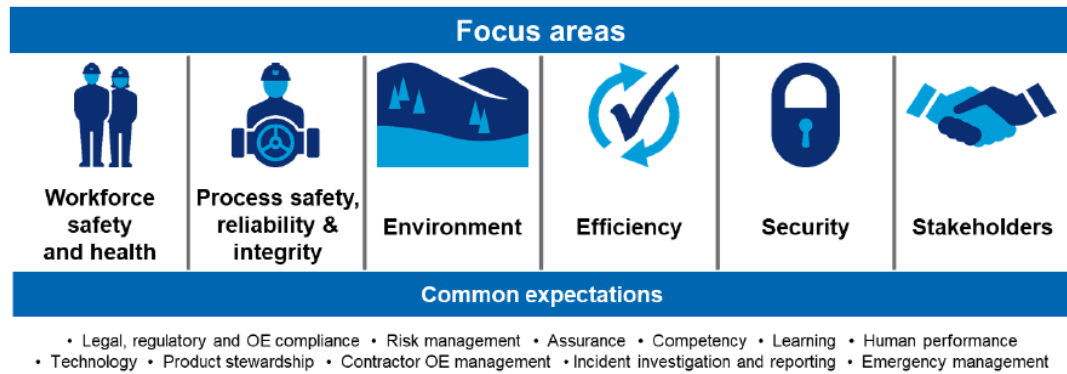 Focus areas
Workforce
safety
and health
Process safety,
reliability &
integrity
Environment
Efficiency
Security
Stakeholders
Common expectations
• Legal, regulatory and OE compliance • Risk management • Assurance • Competency • Learning • Human performance
• Technology • Product stewardship • Contractor OE management • Incident investigation and reporting • Emergency management